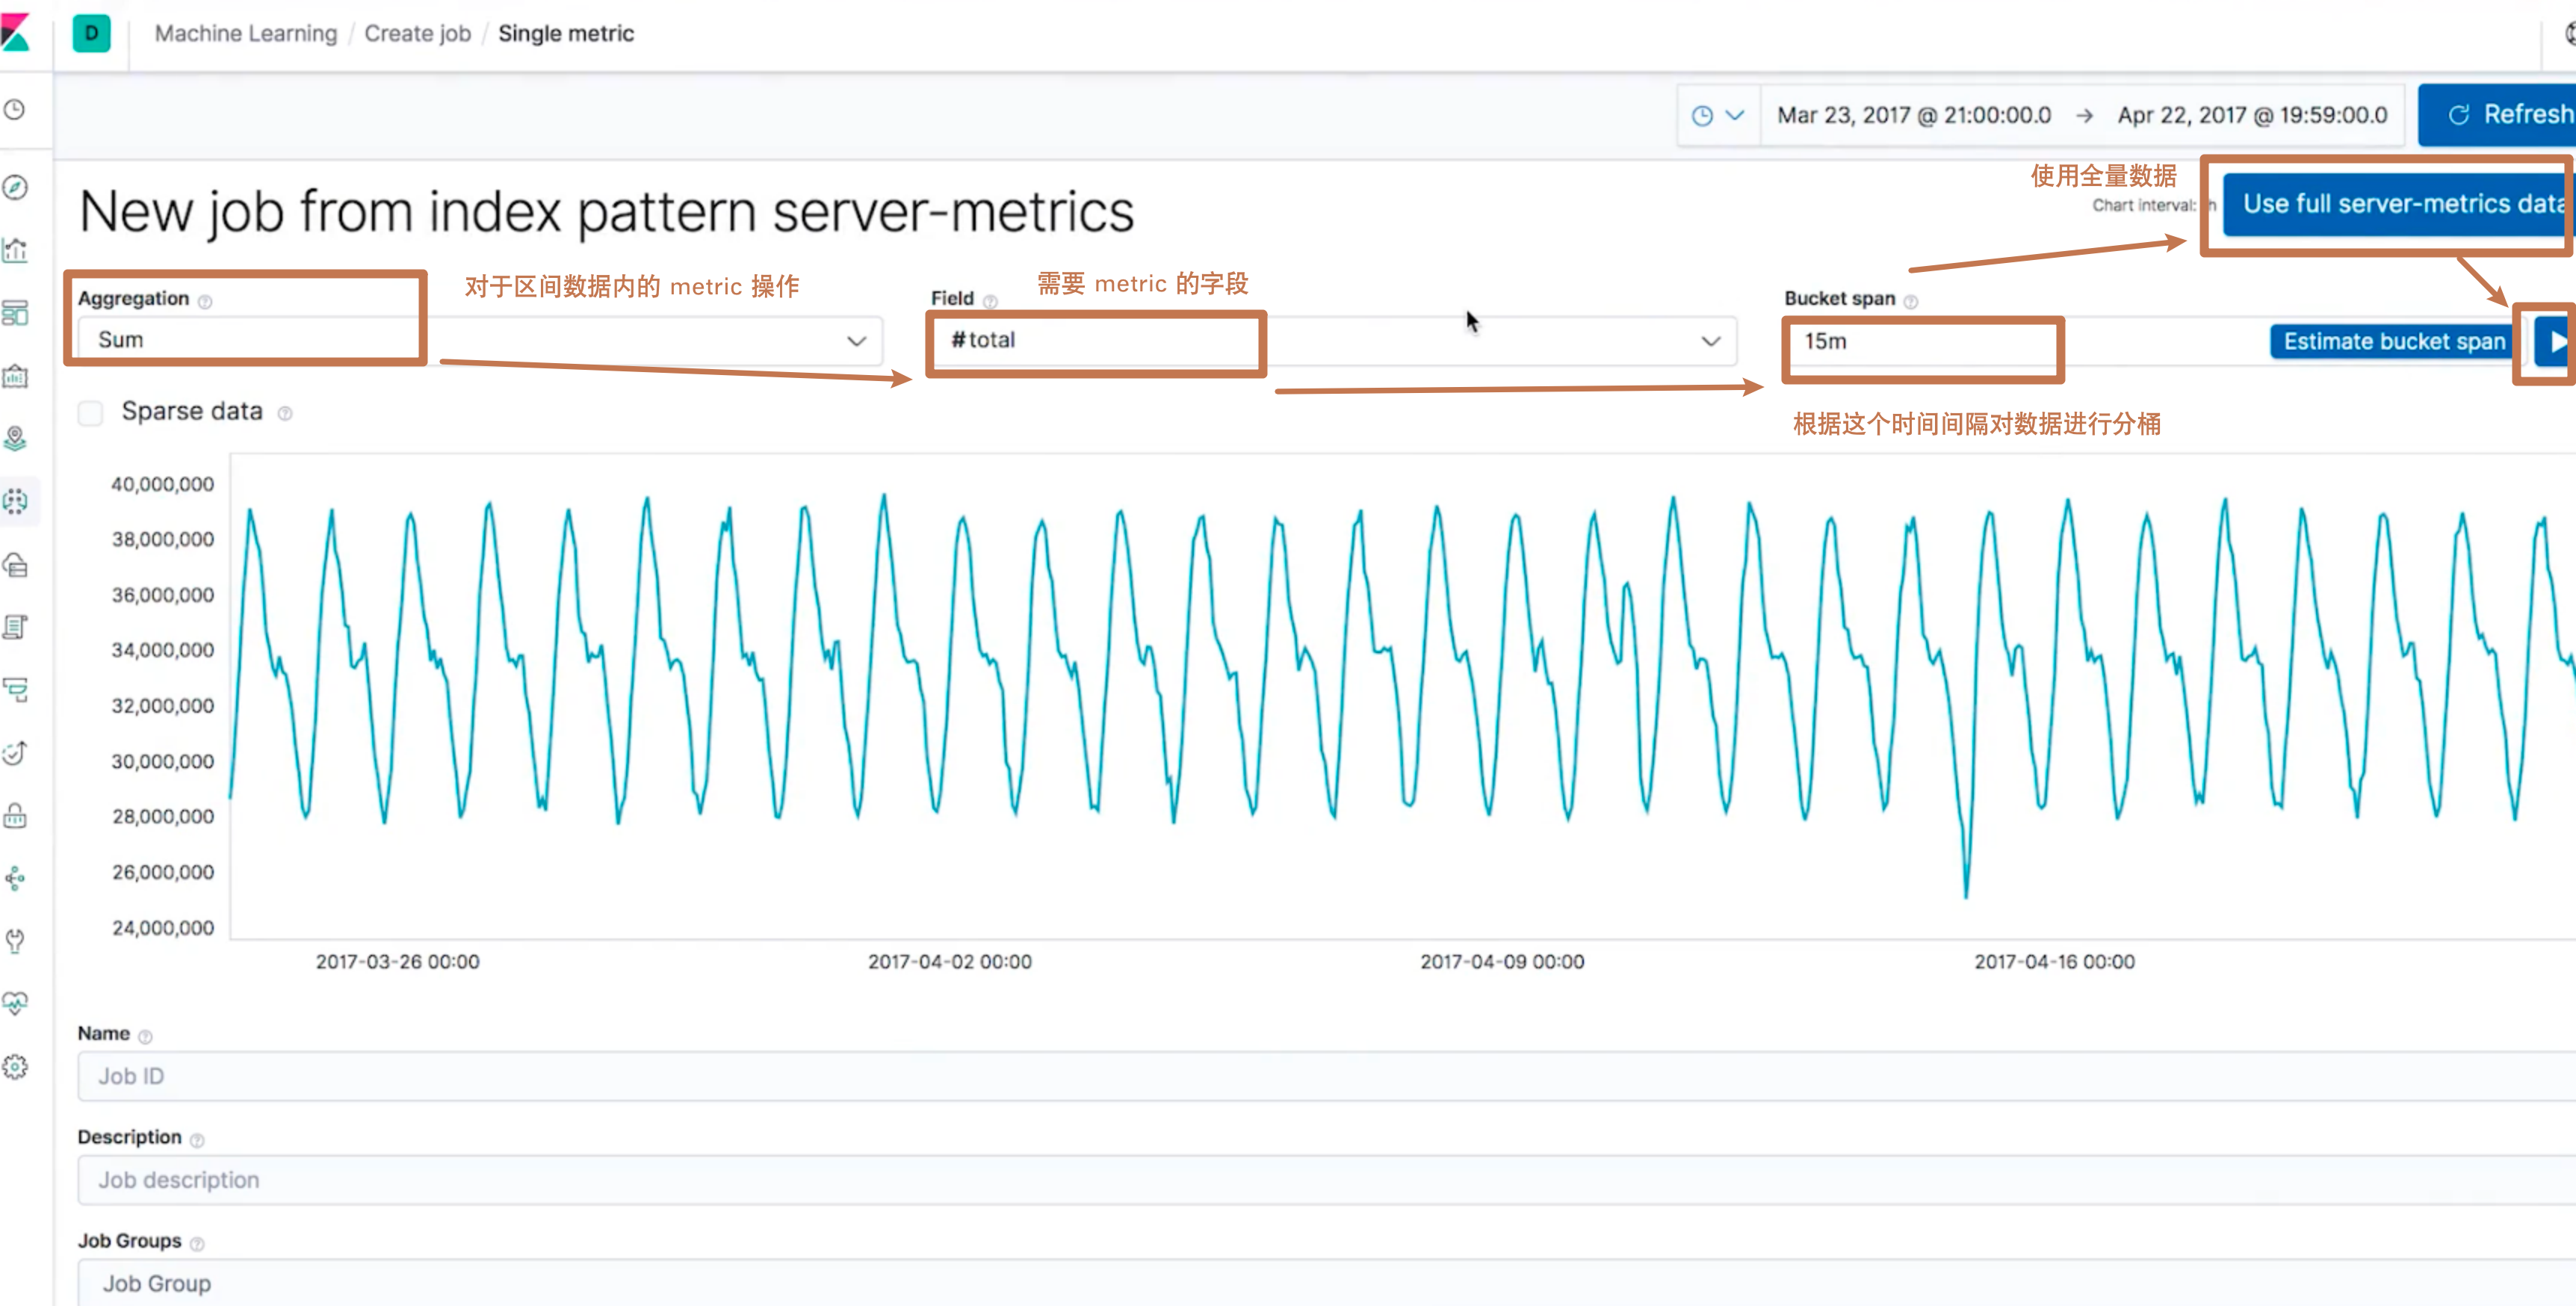 D Machine Learning / Create job / Single metric
Mar 23, 2017 @ 21:00:00.0 → Apr 22, 2017 @ 19:59:00.0 Refresh
使用全量数据
New job from index pattern server-metrics
Chart interval: h
Use full server-metrics data
对于区间数据内的 metric 操作
需要 metric 的字段
Aggregation
Field
Bucket span
Sum
# total
15m
Estimate bucket span
Sparse data
根据这个时间间隔对数据进行分桶
40,000,000
38,000,000
36,000,000
34,000,000
32,000,000
30,000,000
28,000,000
26,000,000
24,000,000
2017-03-26 00:00
2017-04-02 00:00
2017-04-09 00:00
2017-04-16 00:00
Name
Job ID
Description
Job description
Job Groups
Job Group